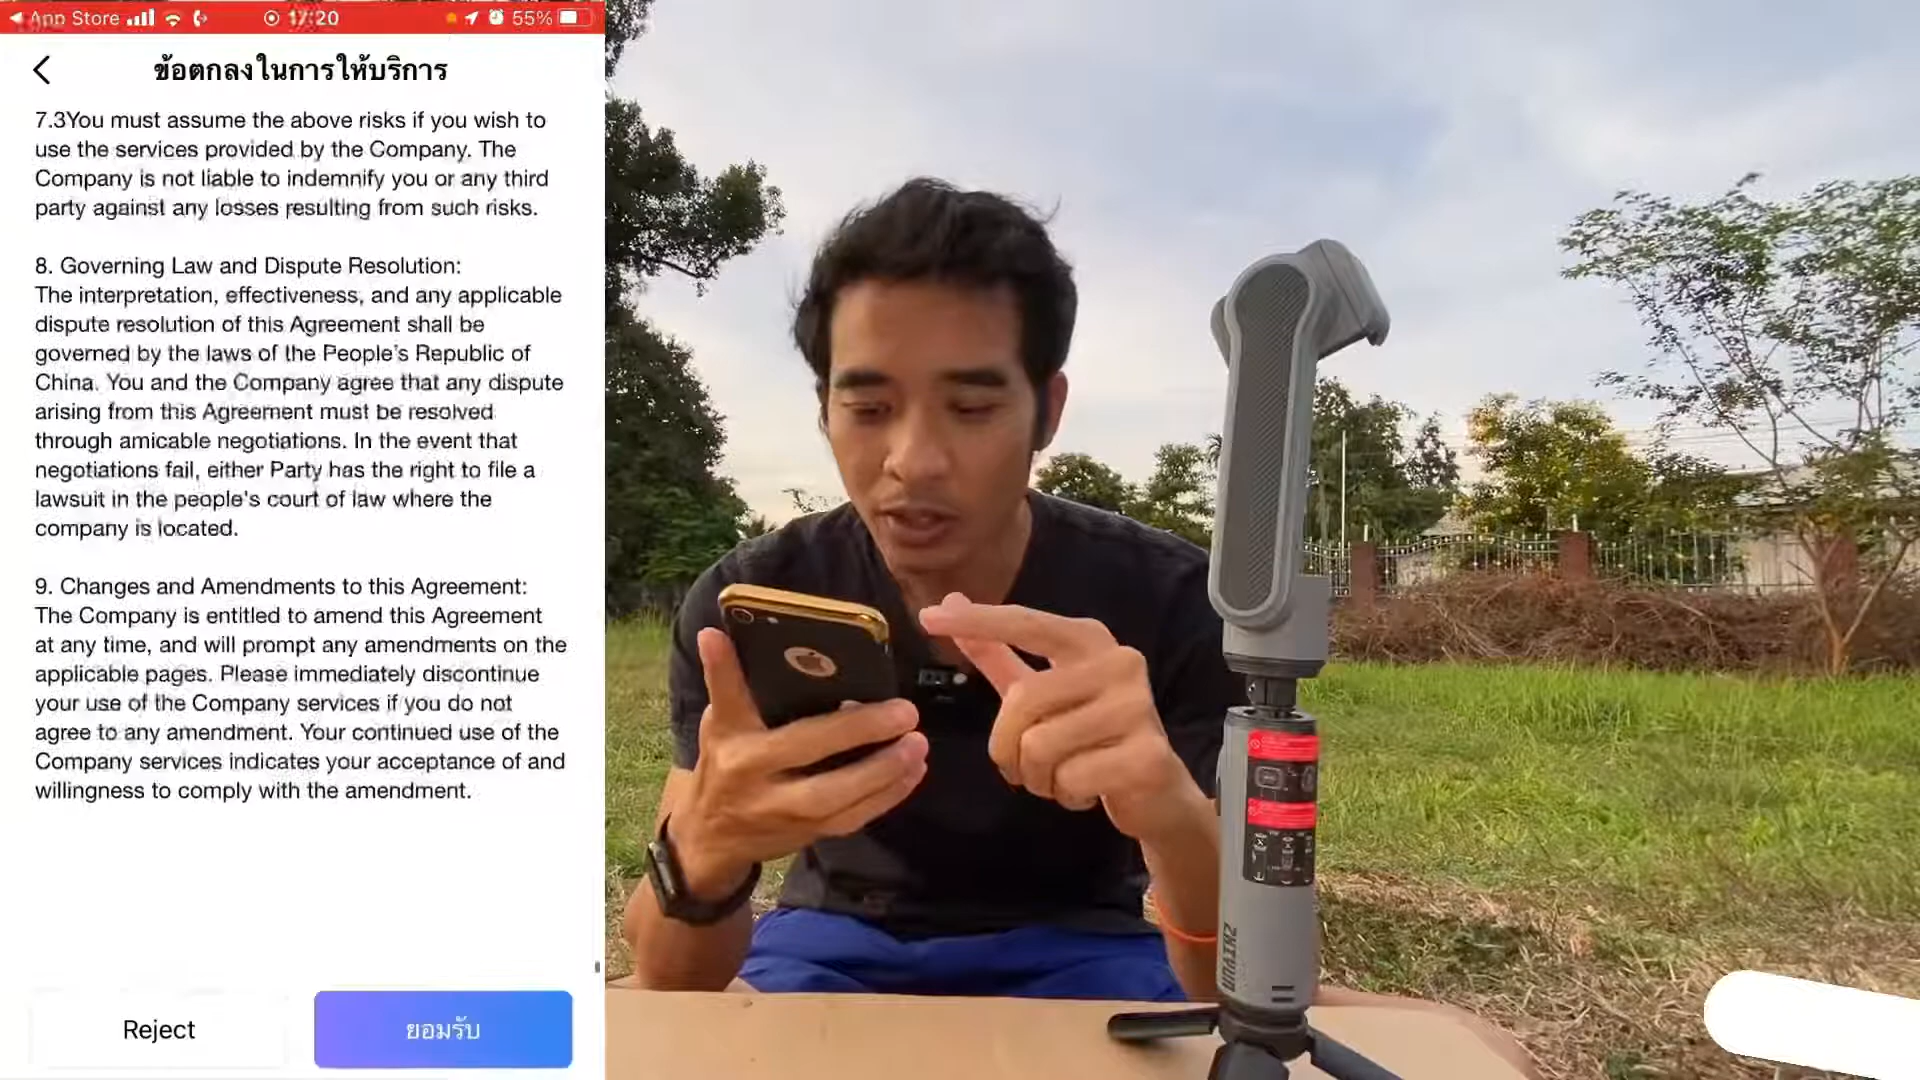 App Store
17:20
55%
ข้อตกลงในการให้บริการ
7.3You must assume the above risks if you wish to
use the services provided by the Company. The
Company is not liable to indemnify you or any third
party against any losses resulting from such risks.
8. Governing Law and Dispute Resolution:
The interpretation, effectiveness, and any applicable
dispute resolution of this Agreement shall be
governed by the laws of the People's Republic of
China. You and the Company agree that any dispute
arising from this Agreement must be resolved
through amicable negotiations. In the event that
negotiations fail, either Party has the right to file a
lawsuit in the people's court of law where the
company is located.
9. Changes and Amendments to this Agreement:
The Company is entitled to amend this Agreement
at any time, and will prompt any amendments on the
applicable pages. Please immediately discontinue
your use of the Company services if you do not
agree to any amendment. Your continued use of the
Company services indicates your acceptance of and
willingness to comply with the amendment.
Reject
ยอมรับ
ZHIYUN